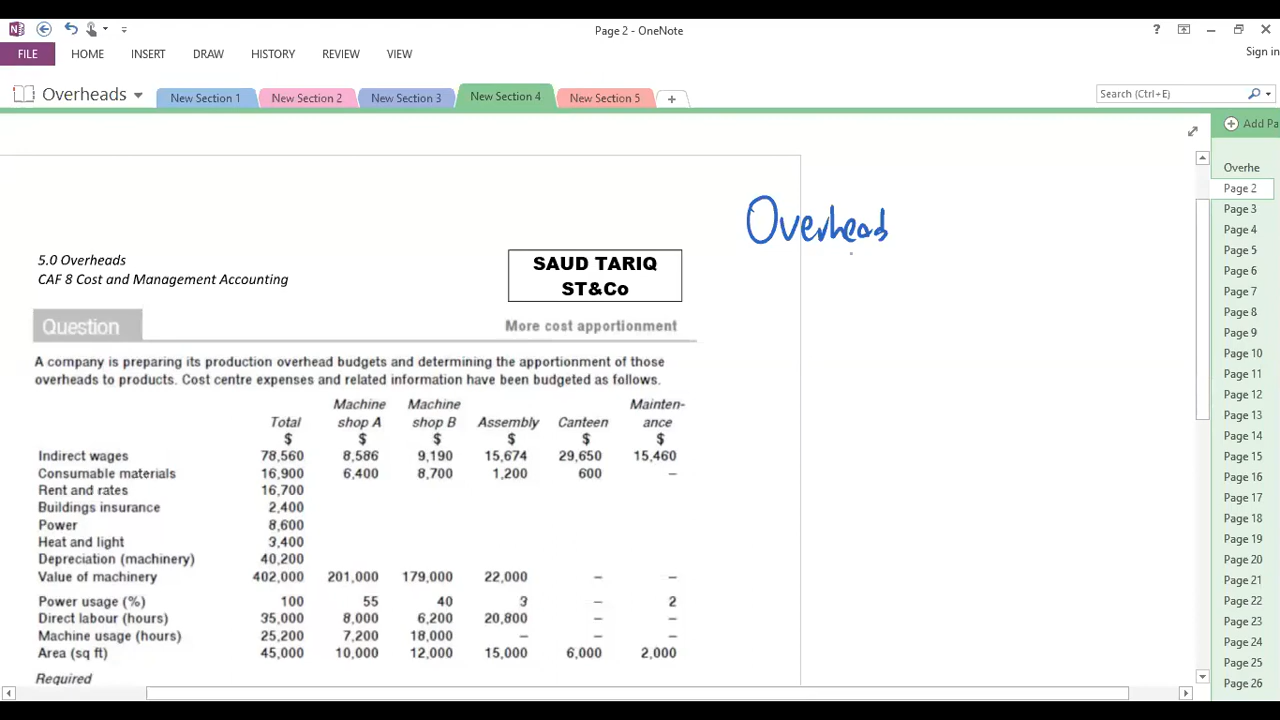 Page 2 - OneNote
?
Sign in
FILE HOME INSERT DRAW HISTORY REVIEW VIEW
Overheads New Section 1 New Section 2 New Section 3 New Section 4 New Section 5
Search (Ctrl+E)
Add Pa
Overhe
Page 2
Page 3
Page 4
Page 5
Page 6
Page 7
Page 8
Page 9
Page 10
Page 11
Page 12
Page 13
Page 14
Page 15
Page 16
Page 17
Page 18
Page 19
Page 20
Page 21
Page 22
Page 23
Page 24
Page 25
Page 26
Overheads
5.0 Overheads
CAF 8 Cost and Management Accounting
SAUD TARIQ
ST&Co
Question More cost apportionment
A company is preparing its production overhead budgets and determining the apportionment of those
overheads to products. Cost centre expenses and related information have been budgeted as follows.
Machine Machine Mainten-
Total shop A shop B Assembly Canteen ance
$ $ $ $ $ $
Indirect wages 78,560 8,586 9,190 15,674 29,650 15,460
Consumable materials 16,900 6,400 8,700 1,200 600 –
Rent and rates 16,700
Buildings insurance 2,400
Power 8,600
Heat and light 3,400
Depreciation (machinery) 40,200
Value of machinery 402,000 201,000 179,000 22,000 – –
Power usage (%) 100 55 40 3 – 2
Direct labour (hours) 35,000 8,000 6,200 20,800 – –
Machine usage (hours) 25,200 7,200 18,000 – – –
Area (sq ft) 45,000 10,000 12,000 15,000 6,000 2,000
Required